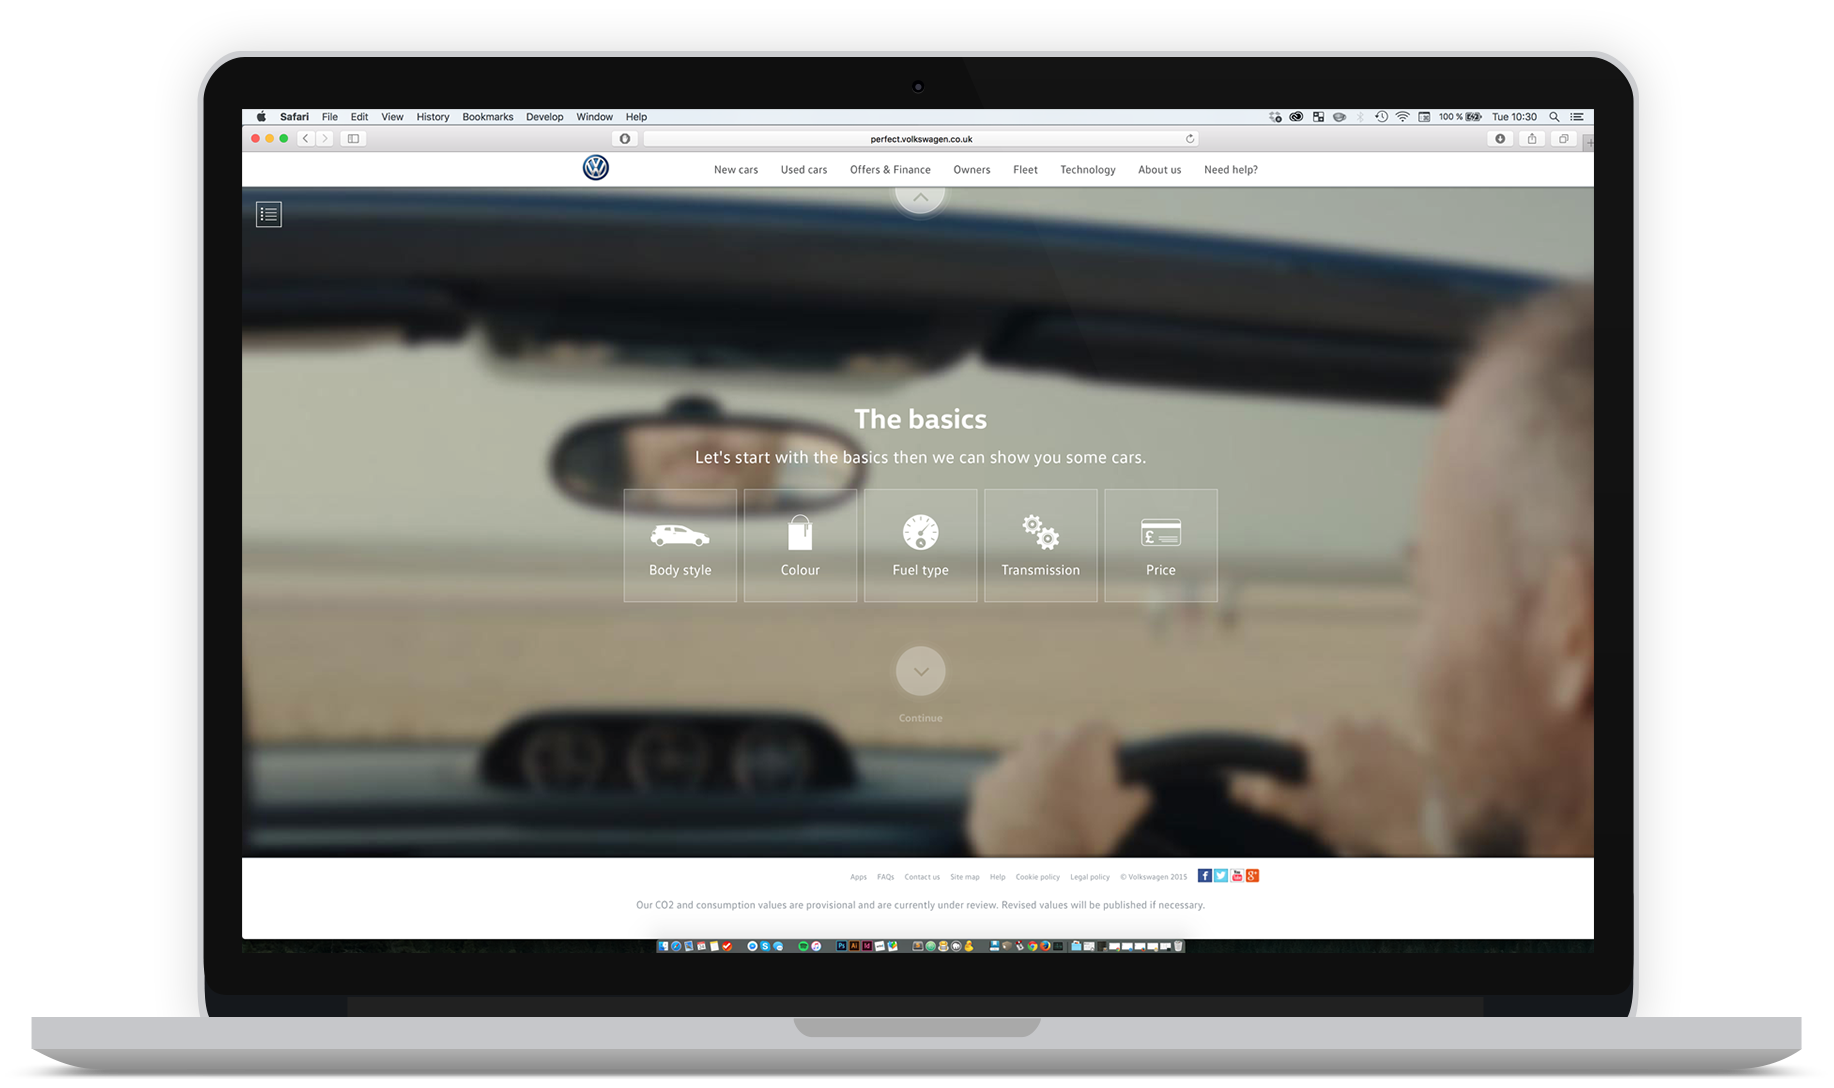 Safari File Edit View History Bookmarks Develop Window Help 100 % Tue 10:30
perfect.volkswagen.co.uk
New cars Used cars Offers & Finance Owners Fleet Technology About us Need help?
The basics
Let's start with the basics then we can show you some cars.
Body style Colour Fuel type Transmission Price
Continue
Apps FAQs Contact us Site map Help Cookie policy Legal policy © Volkswagen 2015
Our CO2 and consumption values are provisional and are currently under review. Revised values will be published if necessary.